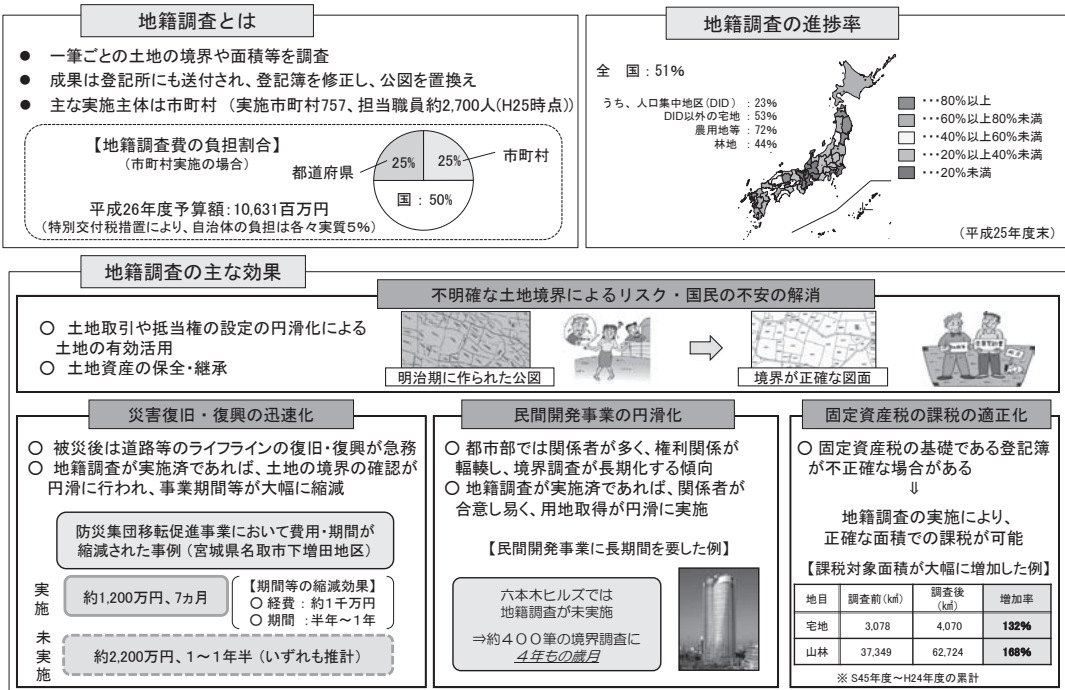 地籍調査とは
● 一筆ごとの土地の境界や面積等を調査
● 成果は登記所にも送付され、登記簿を修正し、公図を置換え
● 主な実施主体は市町村 (実施市町村757、担当職員約2,700人(H25時点))
【地籍調査費の負担割合】
(市町村実施の場合)
都道府県
25%
25%
市町村
国:50%
平成26年度予算額:10,631百万円
(特別交付税措置により、自治体の負担は各々実質5%)
地籍調査の進捗率
全 国:51%
うち、人口集中地区(DID) : 23%
DID以外の宅地 : 53%
農用地等 : 72%
林地 : 44%
・・・80%以上
・・・60%以上80%未満
・・・40%以上60%未満
・・・20%以上40%未満
・・・20%未満
(平成25年度末)
地籍調査の主な効果
不明確な土地境界によるリスク・国民の不安の解消
○ 土地取引や抵当権の設定の円滑化による
土地の有効活用
○ 土地資産の保全・継承
明治期に作られた公図
境界が正確な図面
災害復旧・復興の迅速化
○ 被災後は道路等のライフラインの復旧・復興が急務
○ 地籍調査が実施済であれば、土地の境界の確認が
円滑に行われ、事業期間等が大幅に縮減
防災集団移転促進事業において費用・期間が
縮減された事例(宮城県名取市下増田地区)
実施
約1,200万円、7ヵ月
【期間等の縮減効果】
○ 経費:約1千万円
○ 期間:半年~1年
未実施
約2,200万円、1~1年半(いずれも推計)
民間開発事業の円滑化
○ 都市部では関係者が多く、権利関係が
輻輳し、境界調査が長期化する傾向
○ 地籍調査が実施済であれば、関係者が
合意し易く、用地取得が円滑に実施
【民間開発事業に長期間を要した例】
六本木ヒルズでは
地籍調査が未実施
⇒約400筆の境界調査に
4年もの歳月
固定資産税の課税の適正化
○ 固定資産税の基礎である登記簿
が不正確な場合がある
⇓
地籍調査の実施により、
正確な面積での課税が可能
【課税対象面積が大幅に増加した例】
地目 調査前(㎢) 調査後(㎢) 増加率
宅地 3,078 4,070 132%
山林 37,349 62,724 168%
※ S45年度~H24年度の累計